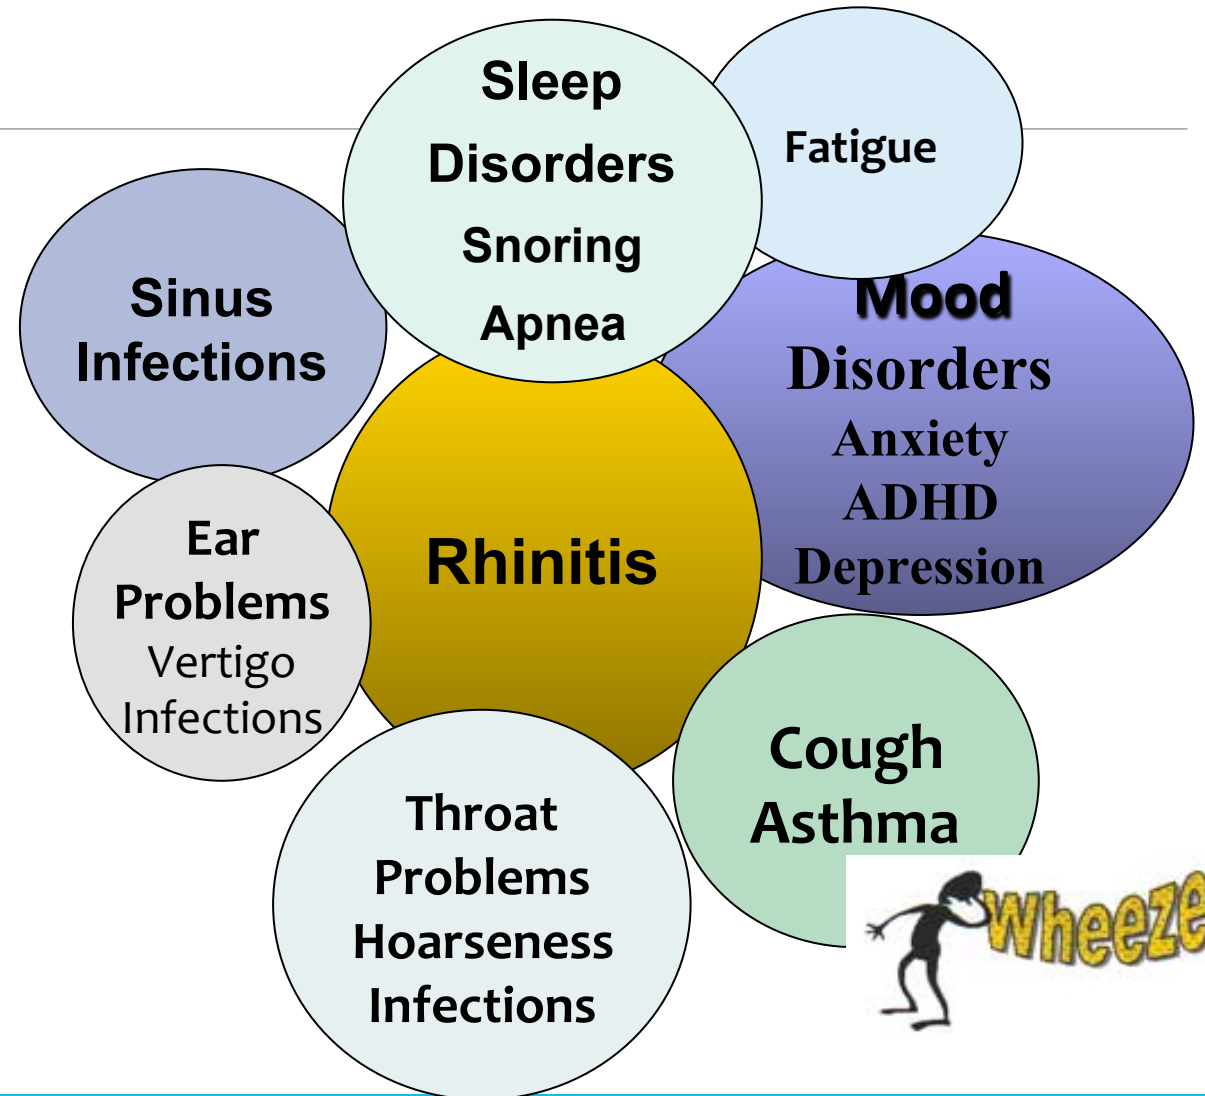 Sleep
Disorders
Snoring
Apnea
Fatigue
Sinus
Infections
Mood
Disorders
Anxiety
ADHD
Depression
Rhinitis
Ear
Problems
Vertigo
Infections
Cough
Asthma
Throat
Problems
Hoarseness
Infections
Wheeze